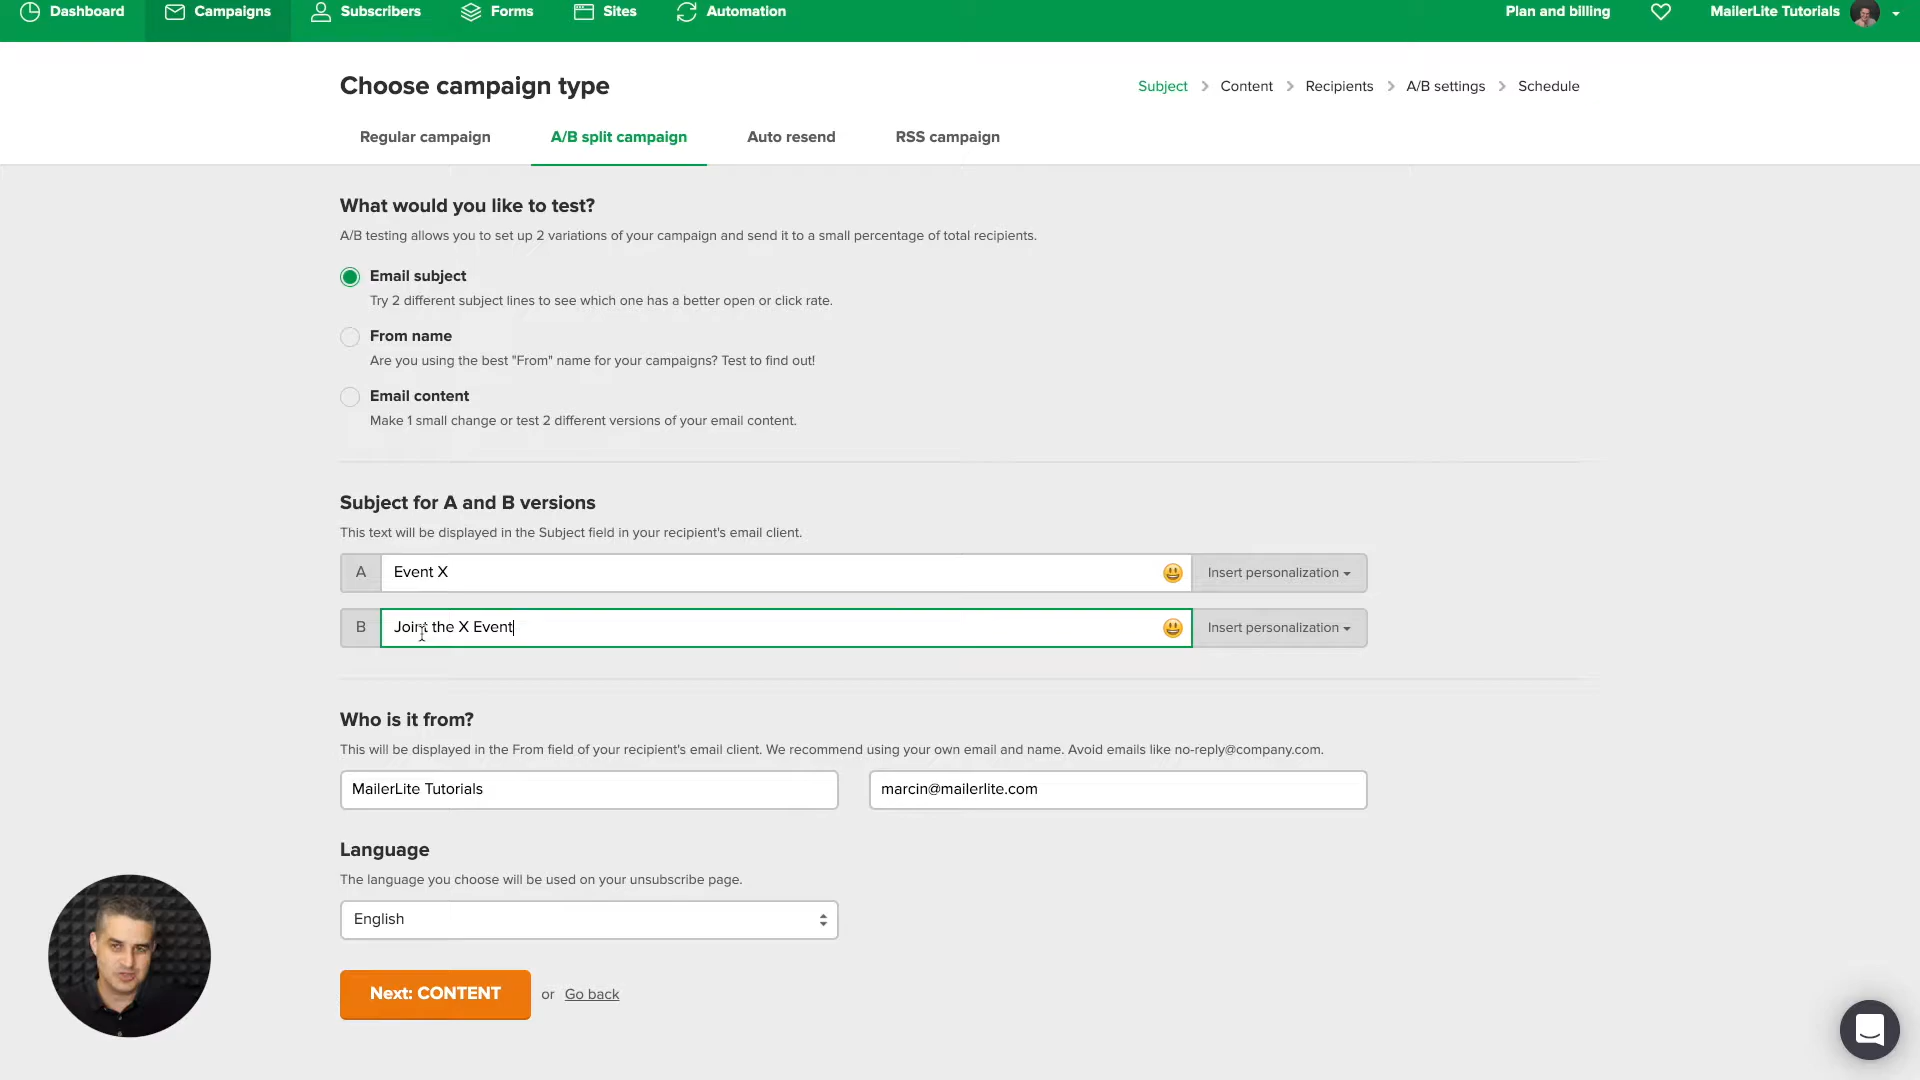 Dashboard
Campaigns
Subscribers
Forms
Sites
Automation
Plan and billing
MailerLite Tutorials
Choose campaign type
Subject > Content > Recipients > A/B settings > Schedule
Regular campaign
A/B split campaign
Auto resend
RSS campaign
What would you like to test?
A/B testing allows you to set up 2 variations of your campaign and send it to a small percentage of total recipients.
Email subject
Try 2 different subject lines to see which one has a better open or click rate.
From name
Are you using the best "From" name for your campaigns? Test to find out!
Email content
Make 1 small change or test 2 different versions of your email content.
Subject for A and B versions
This text will be displayed in the Subject field in your recipient's email client.
A Event X Insert personalization
B Joint the X Event Insert personalization
Who is it from?
This will be displayed in the From field of your recipient's email client. We recommend using your own email and name. Avoid emails like no-reply@company.com.
MailerLite Tutorials
marcin@mailerlite.com
Language
The language you choose will be used on your unsubscribe page.
English
Next: CONTENT or Go back